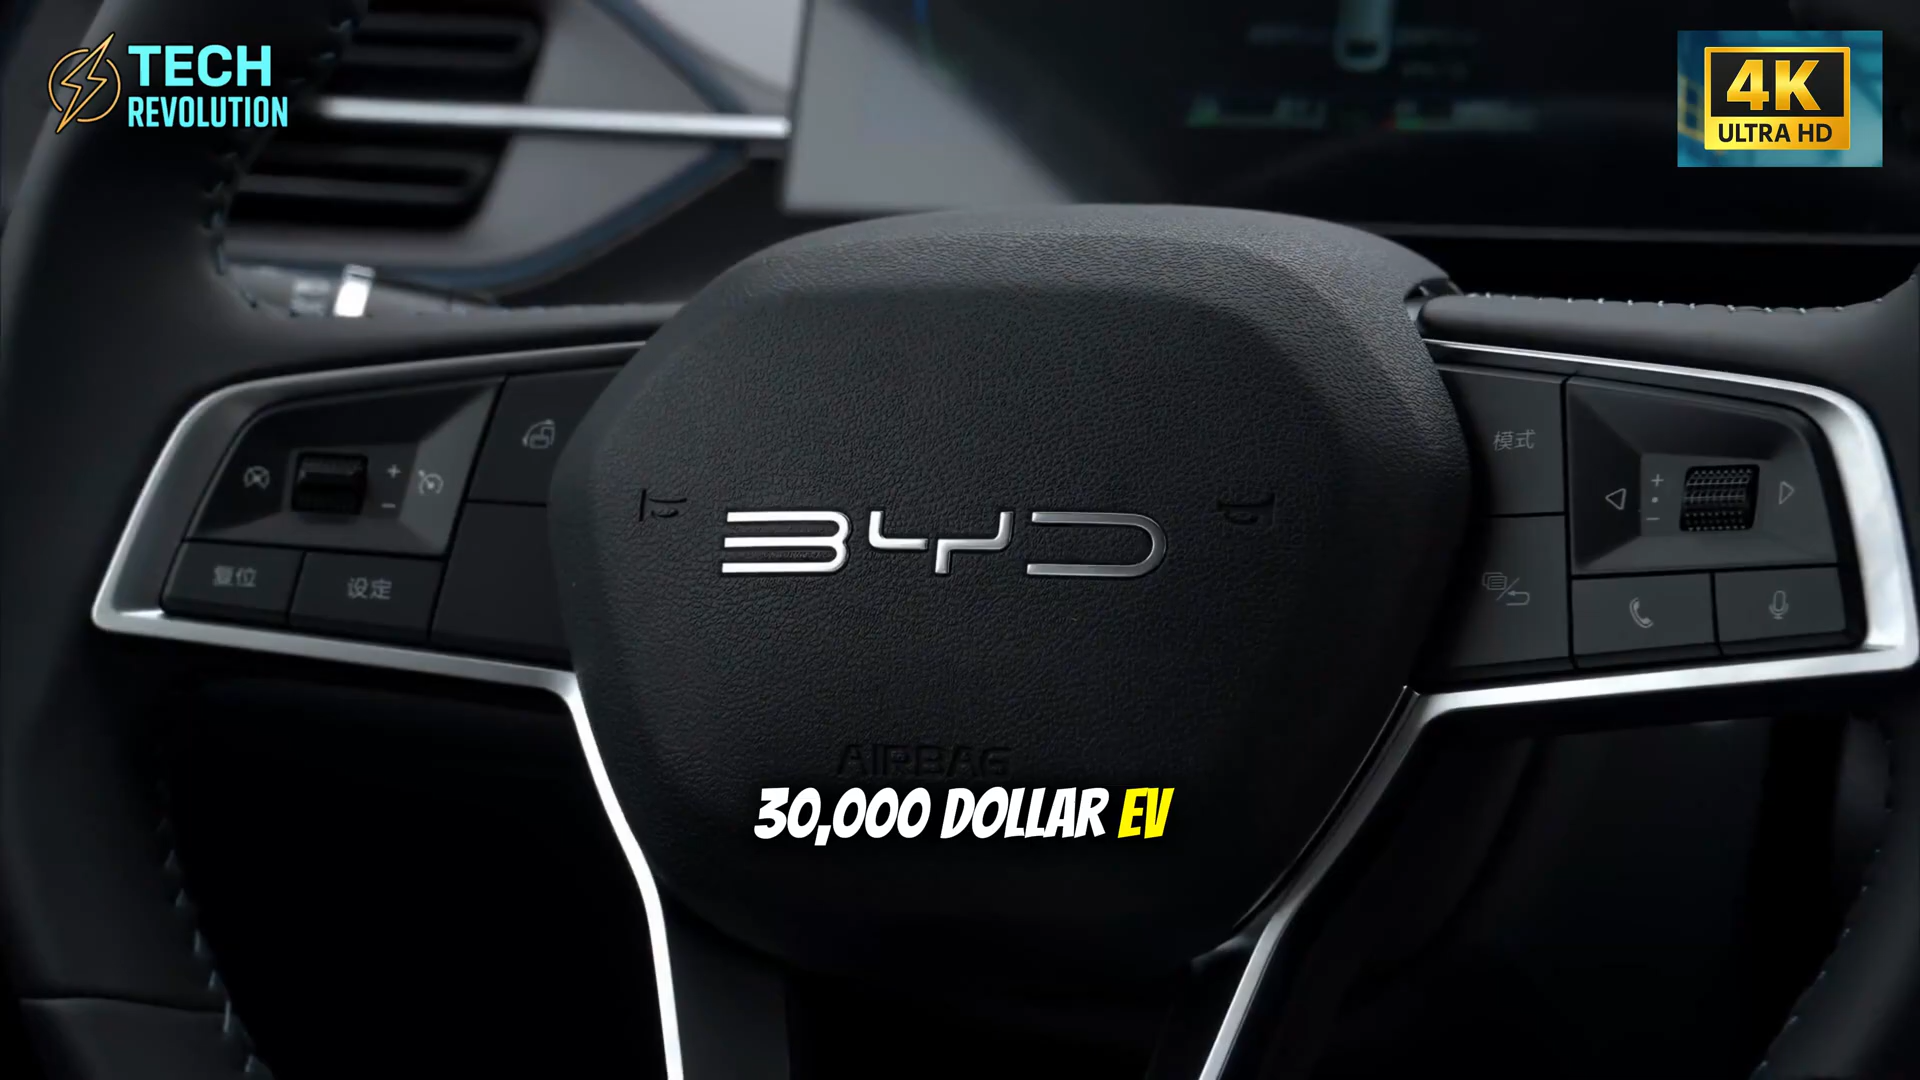 TECH
REVOLUTION
4K
ULTRA HD
模式
BYD
复位
设定
AIRBAG
30,000 DOLLAR EV